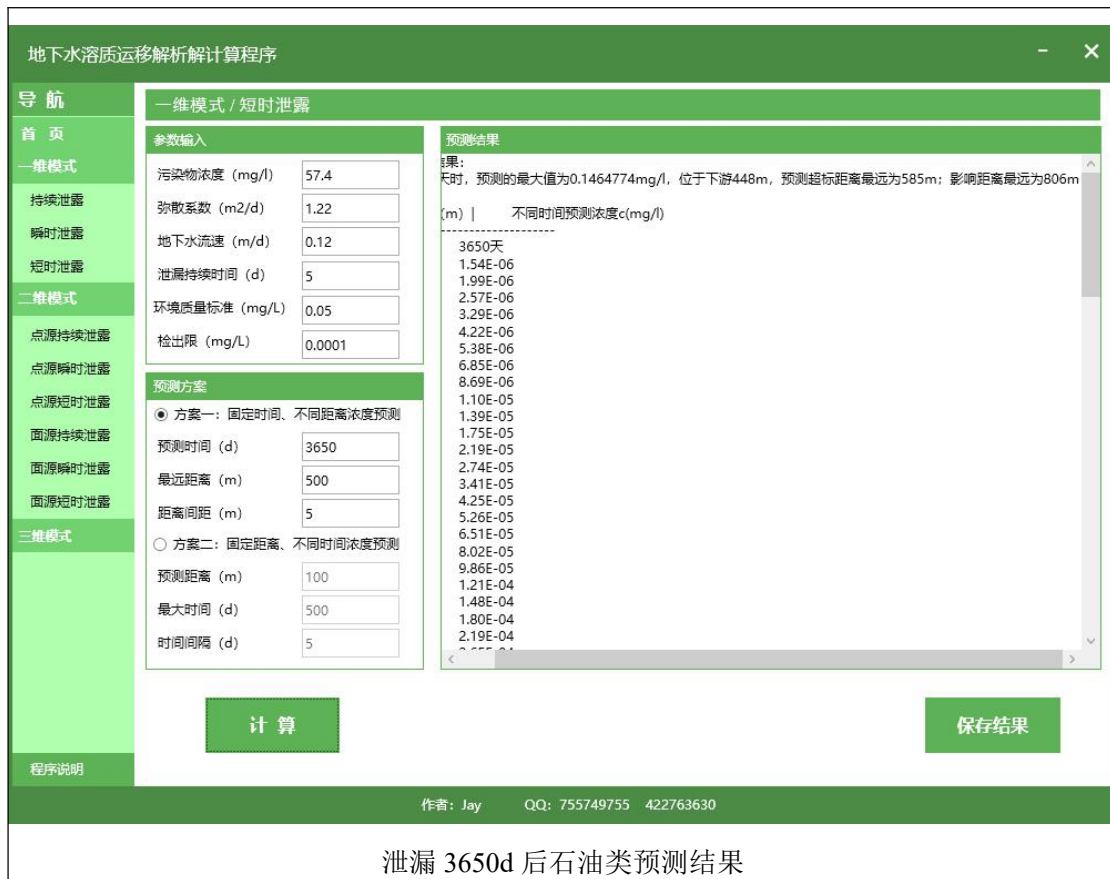 地下水溶质运移解析解计算程序
导 航
首 页
一维模式
持续泄露
瞬时泄露
短时泄露
二维模式
点源持续泄露
点源瞬时泄露
点源短时泄露
面源持续泄露
面源瞬时泄露
面源短时泄露
三维模式
程序说明
一维模式 / 短时泄露
参数输入
污染物浓度（mg/l） 57.4
弥散系数（m2/d） 1.22
地下水流速（m/d） 0.12
泄漏持续时间（d） 5
环境质量标准（mg/L） 0.05
检出限（mg/L） 0.0001
预测方案
方案一：固定时间、不同距离浓度预测
预测时间（d） 3650
最远距离（m） 500
距离间距（m） 5
方案二：固定距离、不同时间浓度预测
预测距离（m） 100
最大时间（d） 500
时间间隔（d） 5
计 算
预测结果
结果：
天时，预测的最大值为0.1464774mg/l，位于下游448m，预测超标距离最远为585m；影响距离最远为806m
(m) | 不同时间预测浓度c(mg/l)
-------------------
3650天
1.54E-06
1.99E-06
2.57E-06
3.29E-06
4.22E-06
5.38E-06
6.85E-06
8.69E-06
1.10E-05
1.39E-05
1.75E-05
2.19E-05
2.74E-05
3.41E-05
4.25E-05
5.26E-05
6.51E-05
8.02E-05
9.86E-05
1.21E-04
1.48E-04
1.80E-04
2.19E-04
保存结果
作者：Jay QQ：755749755 422763630
泄漏 3650d 后石油类预测结果